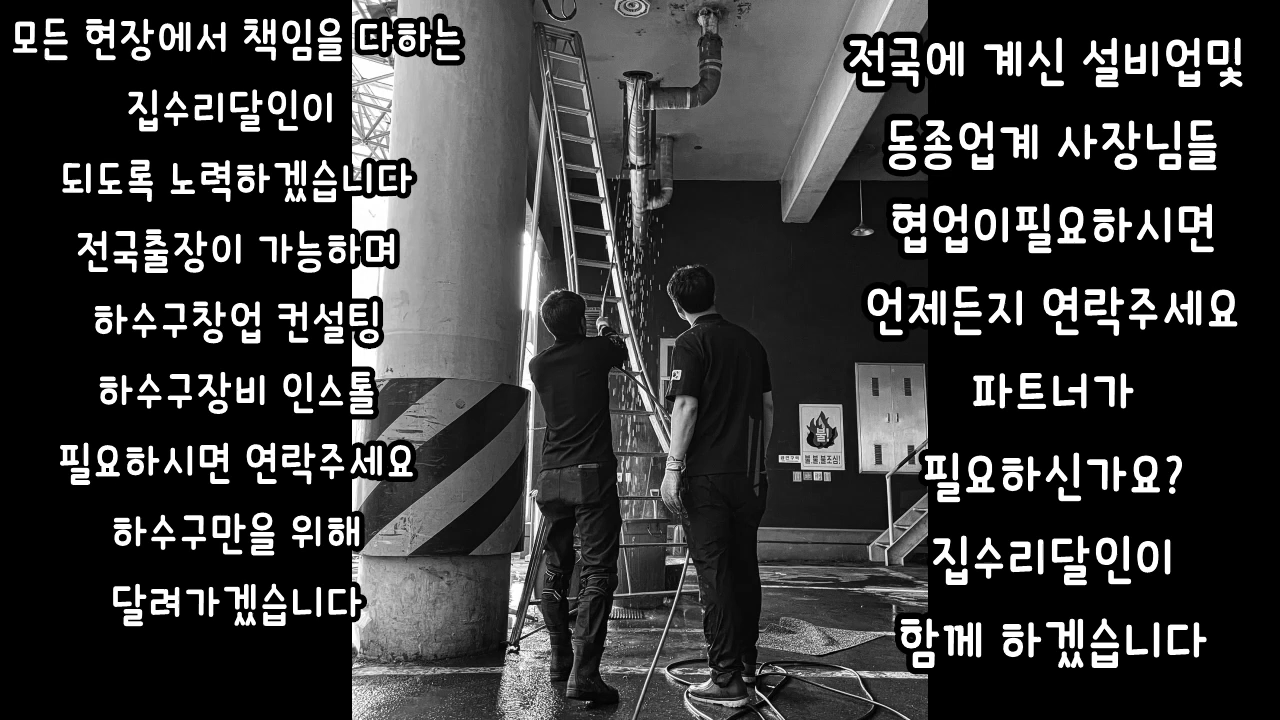 모든 현장에서 책임을 다하는
집수리달인이
되도록 노력하겠습니다
전국출장이 가능하며
하수구창업 컨설팅
하수구장비 인스톨
필요하시면 연락주세요
하수구만을 위해
달려가겠습니다
전국에 계신 설비업및
동종업계 사장님들
협업이필요하시면
언제든지 연락주세요
파트너가
필요하신가요?
집수리달인이
함께 하겠습니다
불
불,불,불조심!